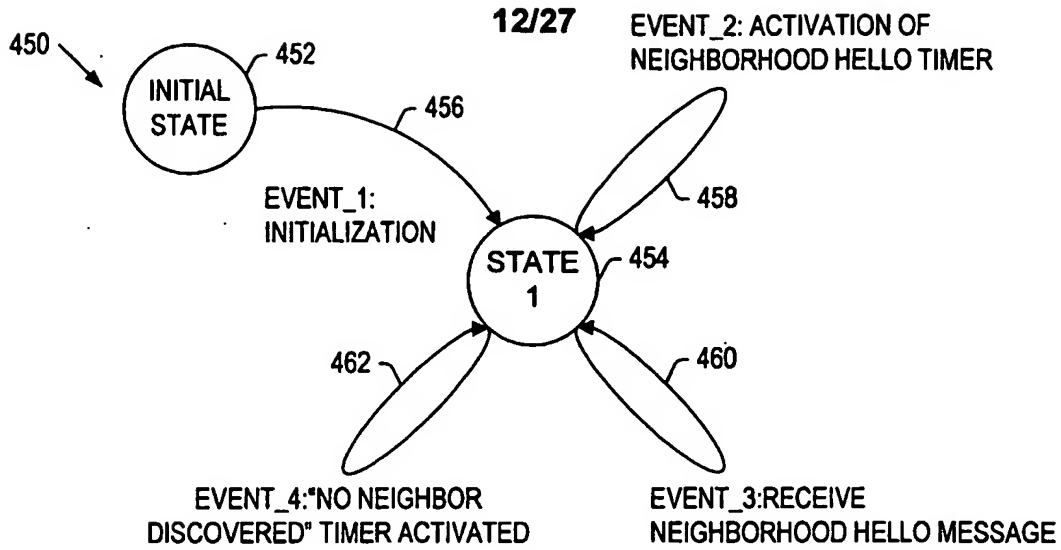 12/27
EVENT_2: ACTIVATION OF
NEIGHBORHOOD HELLO TIMER
450
452
INITIAL
STATE
456
458
EVENT_1:
INITIALIZATION
STATE
1
454
462
460
EVENT_4:"NO NEIGHBOR
DISCOVERED" TIMER ACTIVATED
EVENT_3:RECEIVE
NEIGHBORHOOD HELLO MESSAGE